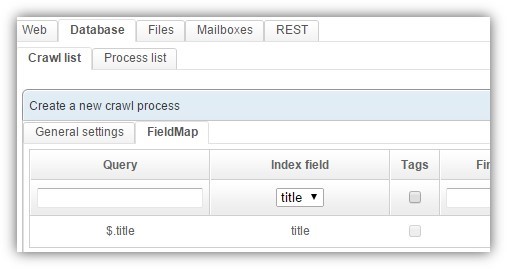 Web Database Files Mailboxes REST
Crawl list Process list
Create a new crawl process
General settings FieldMap
Query Index field Tags
title ▼
$.title title